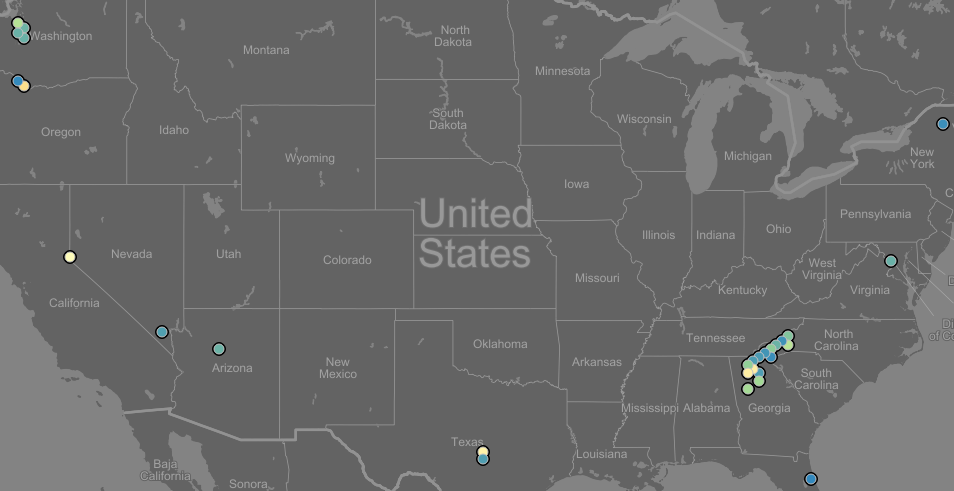 Washington
Montana
North
Dakota
Minnesota
Oregon
Idaho
South
Dakota
Wisconsin
Wyoming
Michigan
New
York
Iowa
United
States
Nevada
Utah
Colorado
Illinois
Indiana
Ohio
Pennsylvania
Missouri
West
Virginia
Virginia
Kentucky
California
Arizona
New
Mexico
Oklahoma
Arkansas
Tennessee
North
Carolina
South
Carolina
Mississippi
Alabama
Georgia
Texas
Louisiana
Baja
California
Sonora